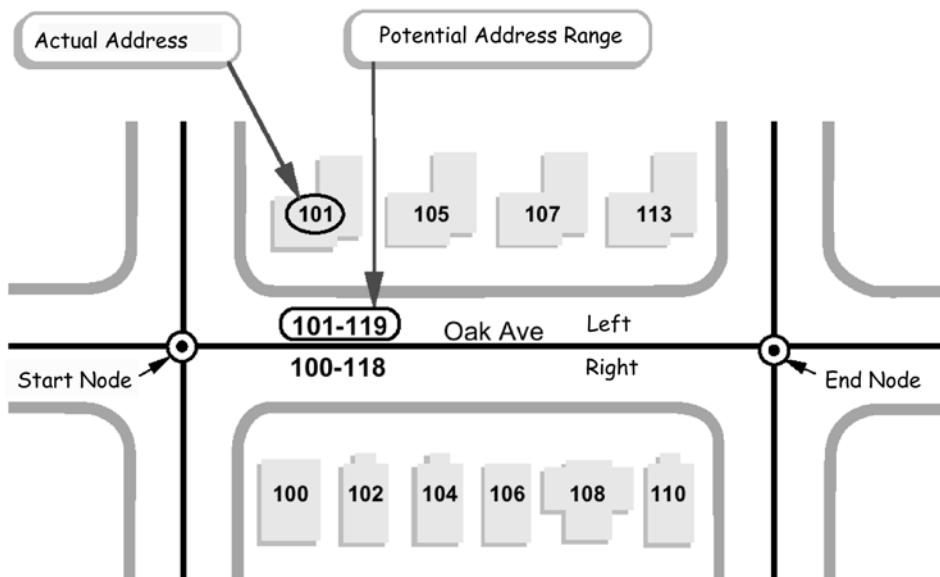 Actual Address
Potential Address Range
101
105
107
113
101-119
Oak Ave
Left
100-118
Right
Start Node
End Node
100
102
104
106
108
110